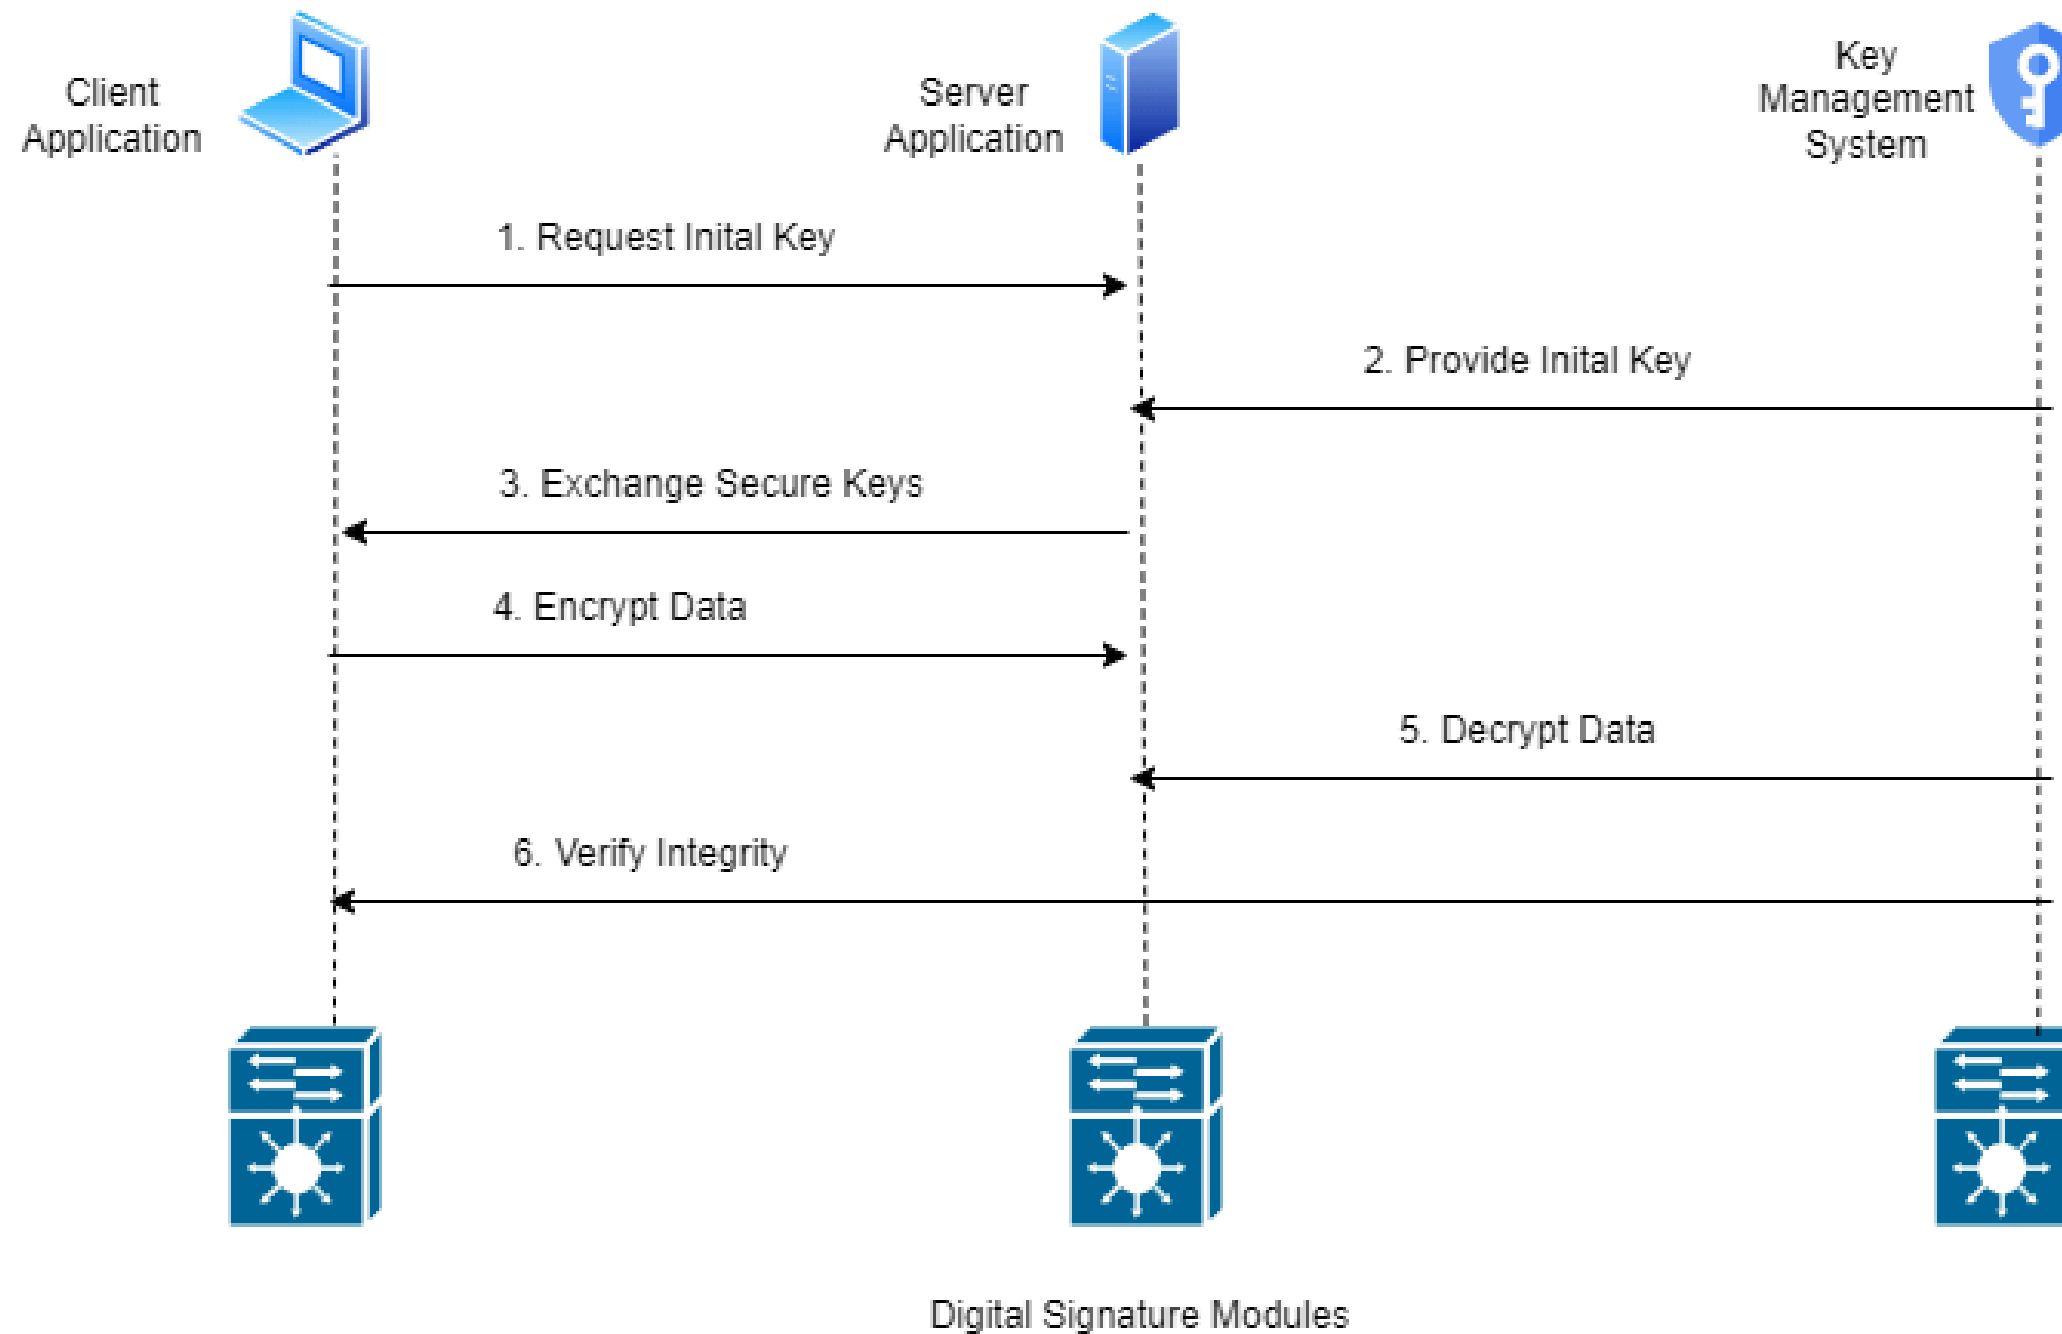 Client
Application
Server
Application
Key
Management
System
1. Request Inital Key
2. Provide Inital Key
3. Exchange Secure Keys
4. Encrypt Data
5. Decrypt Data
6. Verify Integrity
Digital Signature Modules